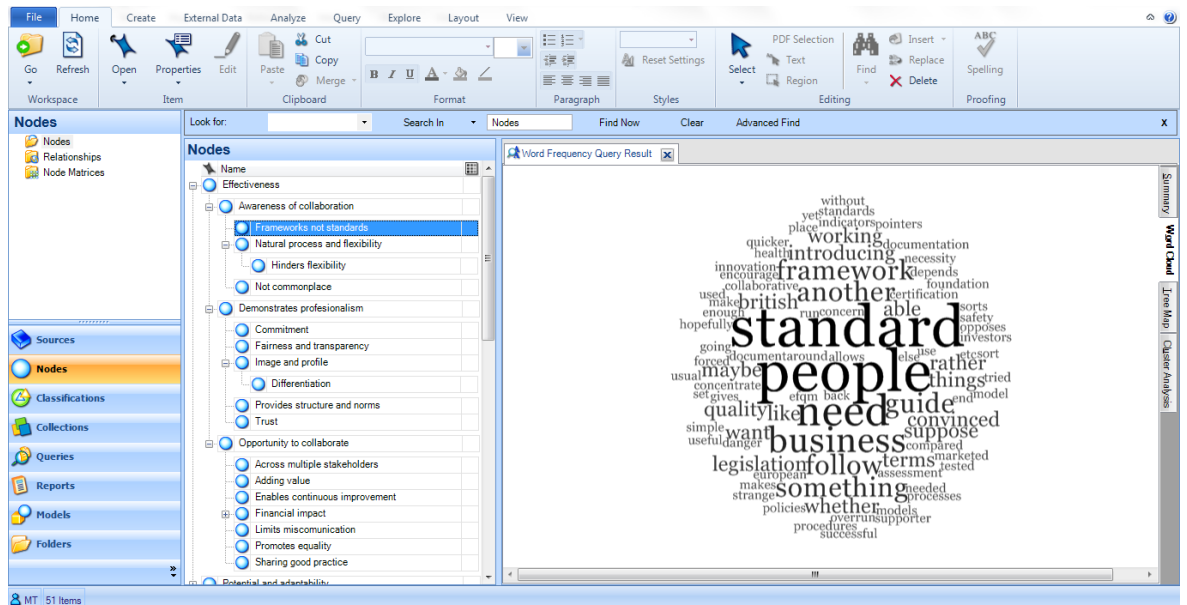 File Home Create External Data Analyze Query Explore Layout View
Go Refresh Open Properties Edit Paste Cut Copy Merge B I U A Reset Settings Select PDF Selection Text Region Find Insert Replace Delete ABC Spelling
Workspace Item Clipboard Format Paragraph Styles Editing Proofing
Nodes
Look for: Search In Nodes Find Now Clear Advanced Find x
Nodes
Relationships
Node Matrices
Sources
Nodes
Classifications
Collections
Queries
Reports
Models
Folders
»
Nodes
Name
Effectiveness
Awareness of collaboration
Frameworks not standards
Natural process and flexibility
Hinders flexibility
Not commonplace
Demonstrates profesionalism
Commitment
Fairness and transparency
Image and profile
Differentiation
Provides structure and norms
Trust
Opportunity to collaborate
Across multiple stakeholders
Adding value
Enables continuous improvement
Financial impact
Limits miscomunication
Promotes equality
Sharing good practice
Potential and adaptability
Word Frequency Query Result
without
yet standards
place indicators pointers
quicker working documentation
health introducing necessity
innovation framework depends
encourage foundation
collaborative another certification
used make british able sorts
enough run concern safety
hopefully standard opposes
going investors
forced document around allows else use rather etc sort
usual maybe people things tried
concentrate
set gives efqm back end model
quality like need guide convinced
simple want business suppose
useful danger compared
legislation follow terms marketed
european assessment tested
makes something needed
strange processes
policies whether models
overrun supporter
procedures
successful
Summary
Word Cloud
Tree Map
Cluster Analysis
MT 51 Items